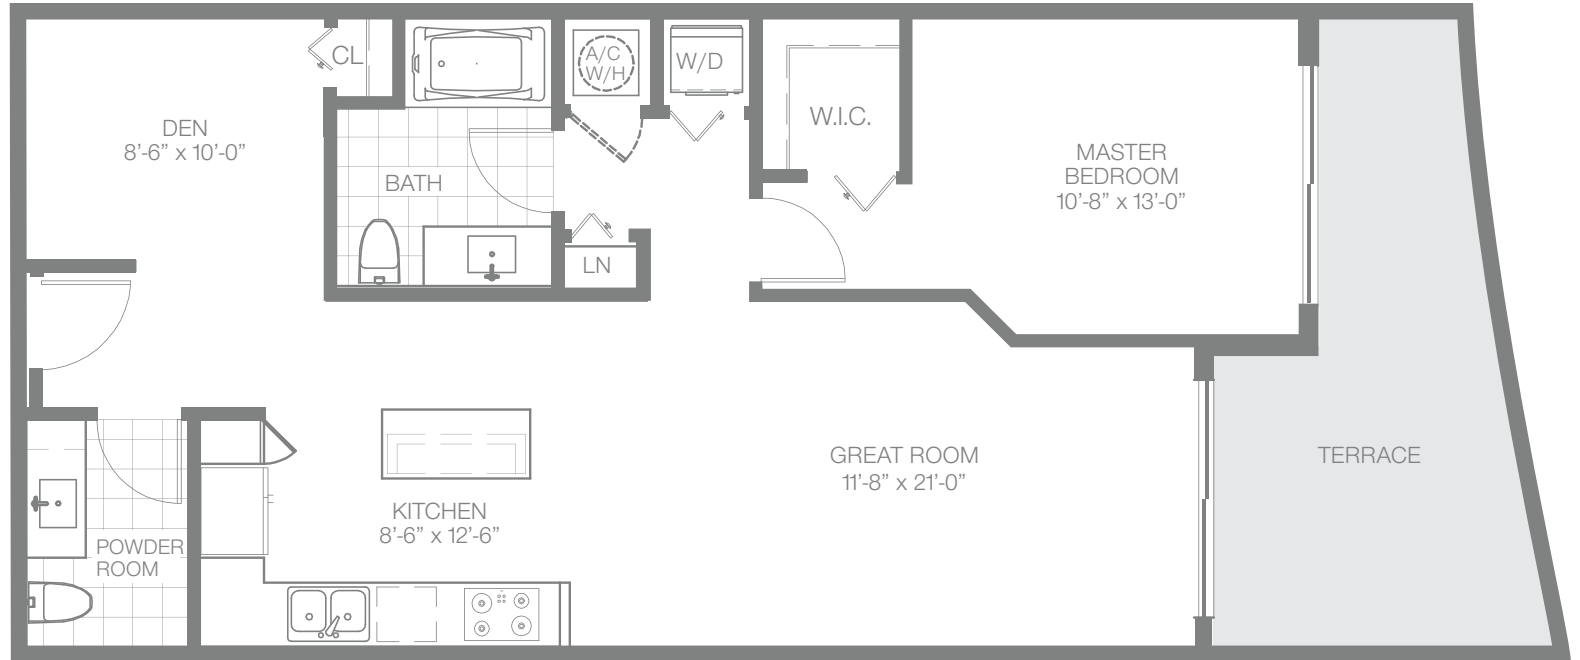 CL
A/C
W/H
W/D
W.I.C.
DEN
8’-6” x 10’-0”
BATH
MASTER
BEDROOM
10’-8” x 13’-0”
LN
GREAT ROOM
11’-8” x 21’-0”
TERRACE
KITCHEN
8’-6” x 12’-6”
POWDER
ROOM